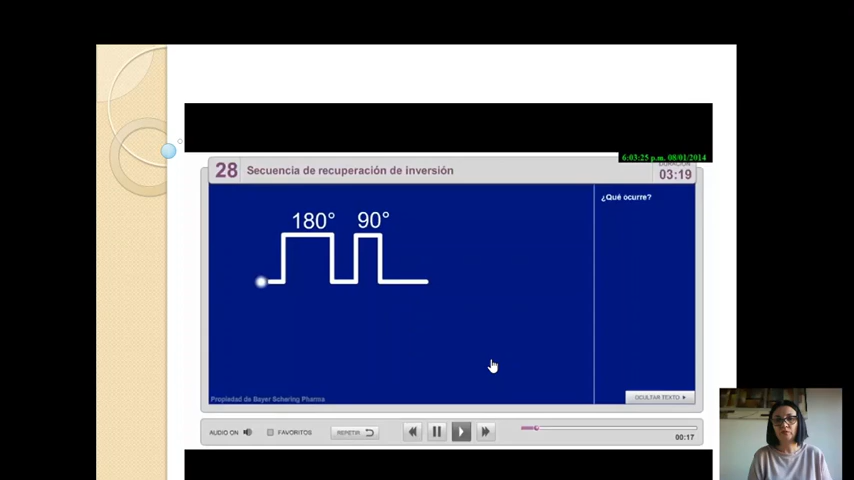 6:03:25 p.m. 08/01/2014
28 Secuencia de recuperación de inversión
03:19
¿Qué ocurre?
180° 90°
Propiedad de Bayer Schering Pharma
OCULTAR TEXTO
AUDIO ON
FAVORITOS
REPETIR
00:17